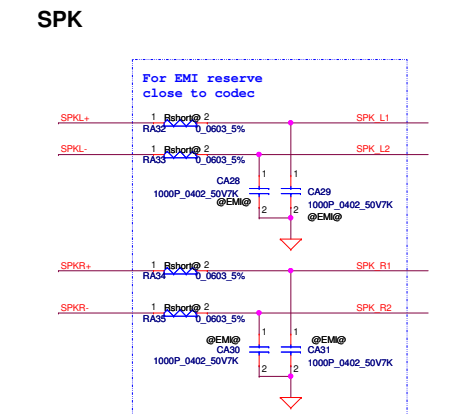 SPK
For EMI reserve
close to codec
SPKL+ 1 Rshort@ 2 SPK_L1
RA32 0_0603_5%
SPKL- 1 Rshort@ 2 SPK_L2
RA33 0_0603_5%
1 1
CA28 CA29
1000P_0402_50V7K 1000P_0402_50V7K
@EMI@ 2 2 @EMI@
SPKR+ 1 Rshort@ 2 SPK_R1
RA34 0_0603_5%
SPKR- 1 Rshort@ 2 SPK_R2
RA35 0_0603_5%
1 1
@EMI@ @EMI@
CA30 CA31
1000P_0402_50V7K 1000P_0402_50V7K
2 2